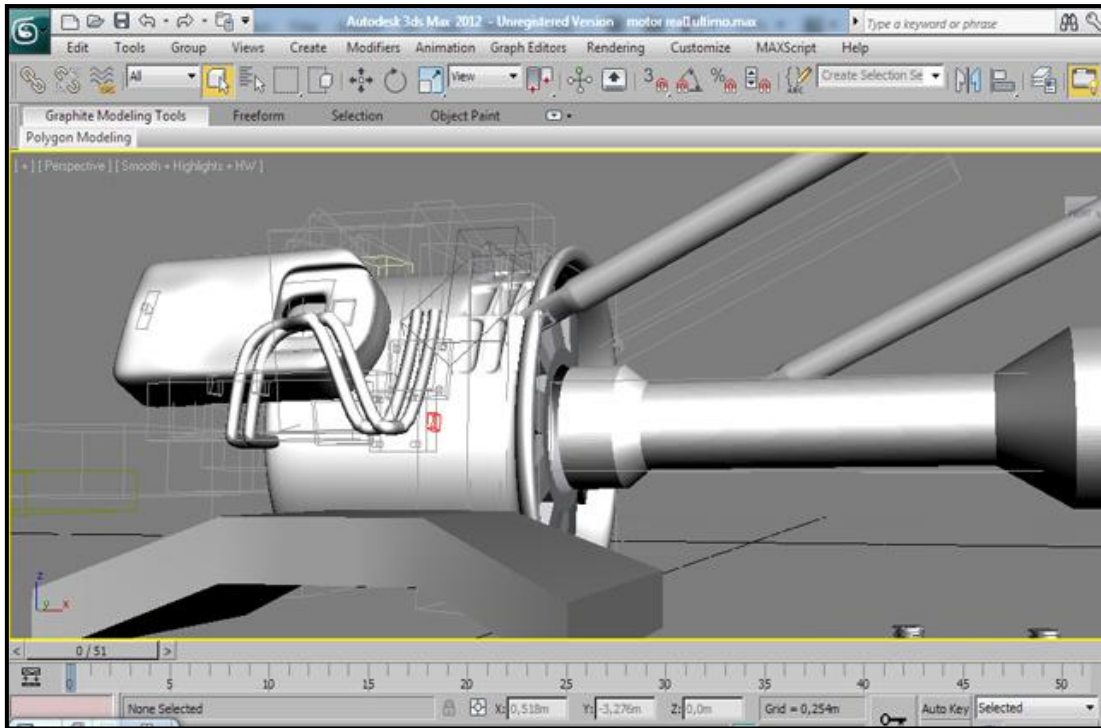 Autodesk 3ds Max 2012 - Unregistered Version motor real1ultimo.max
Type a keyword or phrase
Edit Tools Group Views Create Modifiers Animation Graph Editors Rendering Customize MAXScript Help
All View 3 Create Selection Se
Graphite Modeling Tools Freeform Selection Object Paint
Polygon Modeling
[ + ] [ Perspective ] [ Smooth + Highlights + HW ]
z
y x
< 0 / 51 >
0 5 10 15 20 25 30 35 40 45 50
None Selected X: 0,518m Y: -3,276m Z: 0,0m Grid = 0,254m Auto Key Selected